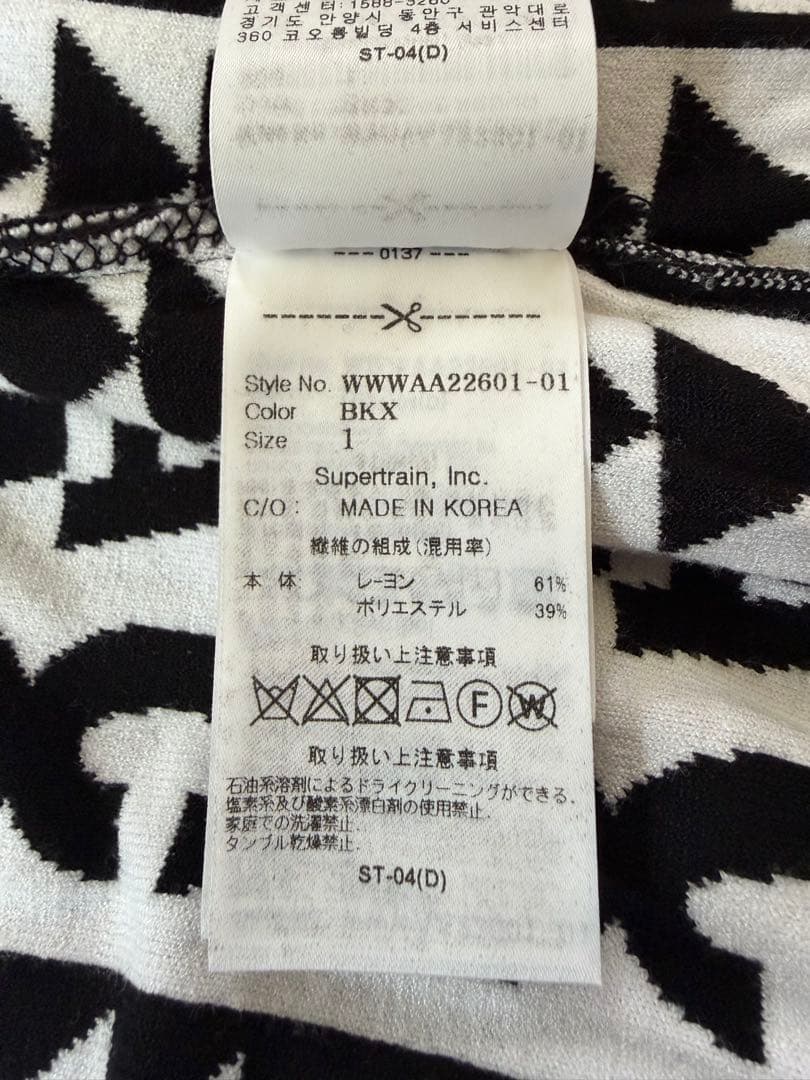 고객센터:1588-3280
경기도 안양시 동안구 관악대로
360 코오롱빌딩 4층 서비스센터
ST-04(D)
--- 0137 ---
Style No. WWWAA22601-01
Color BKX
Size 1
Supertrain, Inc.
C/O : MADE IN KOREA
繊維の組成(混用率)
本 体 レーヨン 61%
ポリエステル 39%
取り扱い上注意事項
F W
取り扱い上注意事項
石油系溶剤によるドライクリーニングができる.
塩素系及び酸素系漂白剤の使用禁止.
家庭での洗濯禁止.
タンブル乾燥禁止.
ST-04(D)